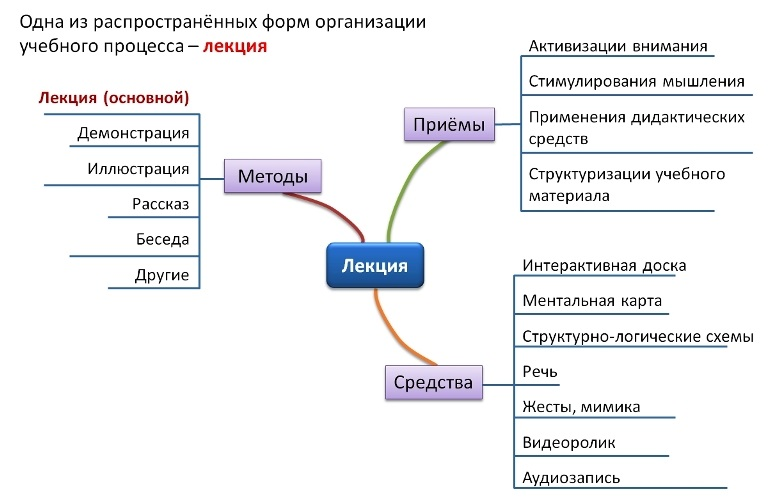 Одна из распространённых форм организации
учебного процесса – лекция
Лекция (основной)
Демонстрация
Иллюстрация
Рассказ
Беседа
Другие
Методы
Лекция
Приёмы
Активизации внимания
Стимулирования мышления
Применения дидактических
средств
Структуризации учебного
материала
Средства
Интерактивная доска
Ментальная карта
Структурно-логические схемы
Речь
Жесты, мимика
Видеоролик
Аудиозапись